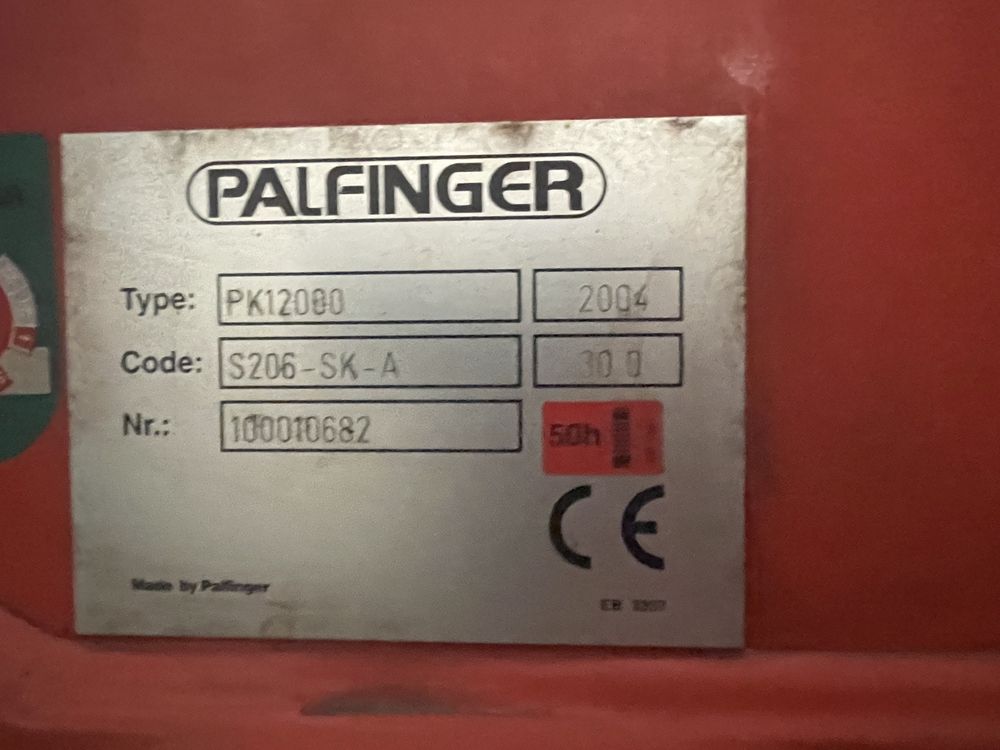 PALFINGER
Type: PK12080 2004
Code: S206-SK-A 30 0
Nr.: 100010682
50h
CE
Made by Palfinger